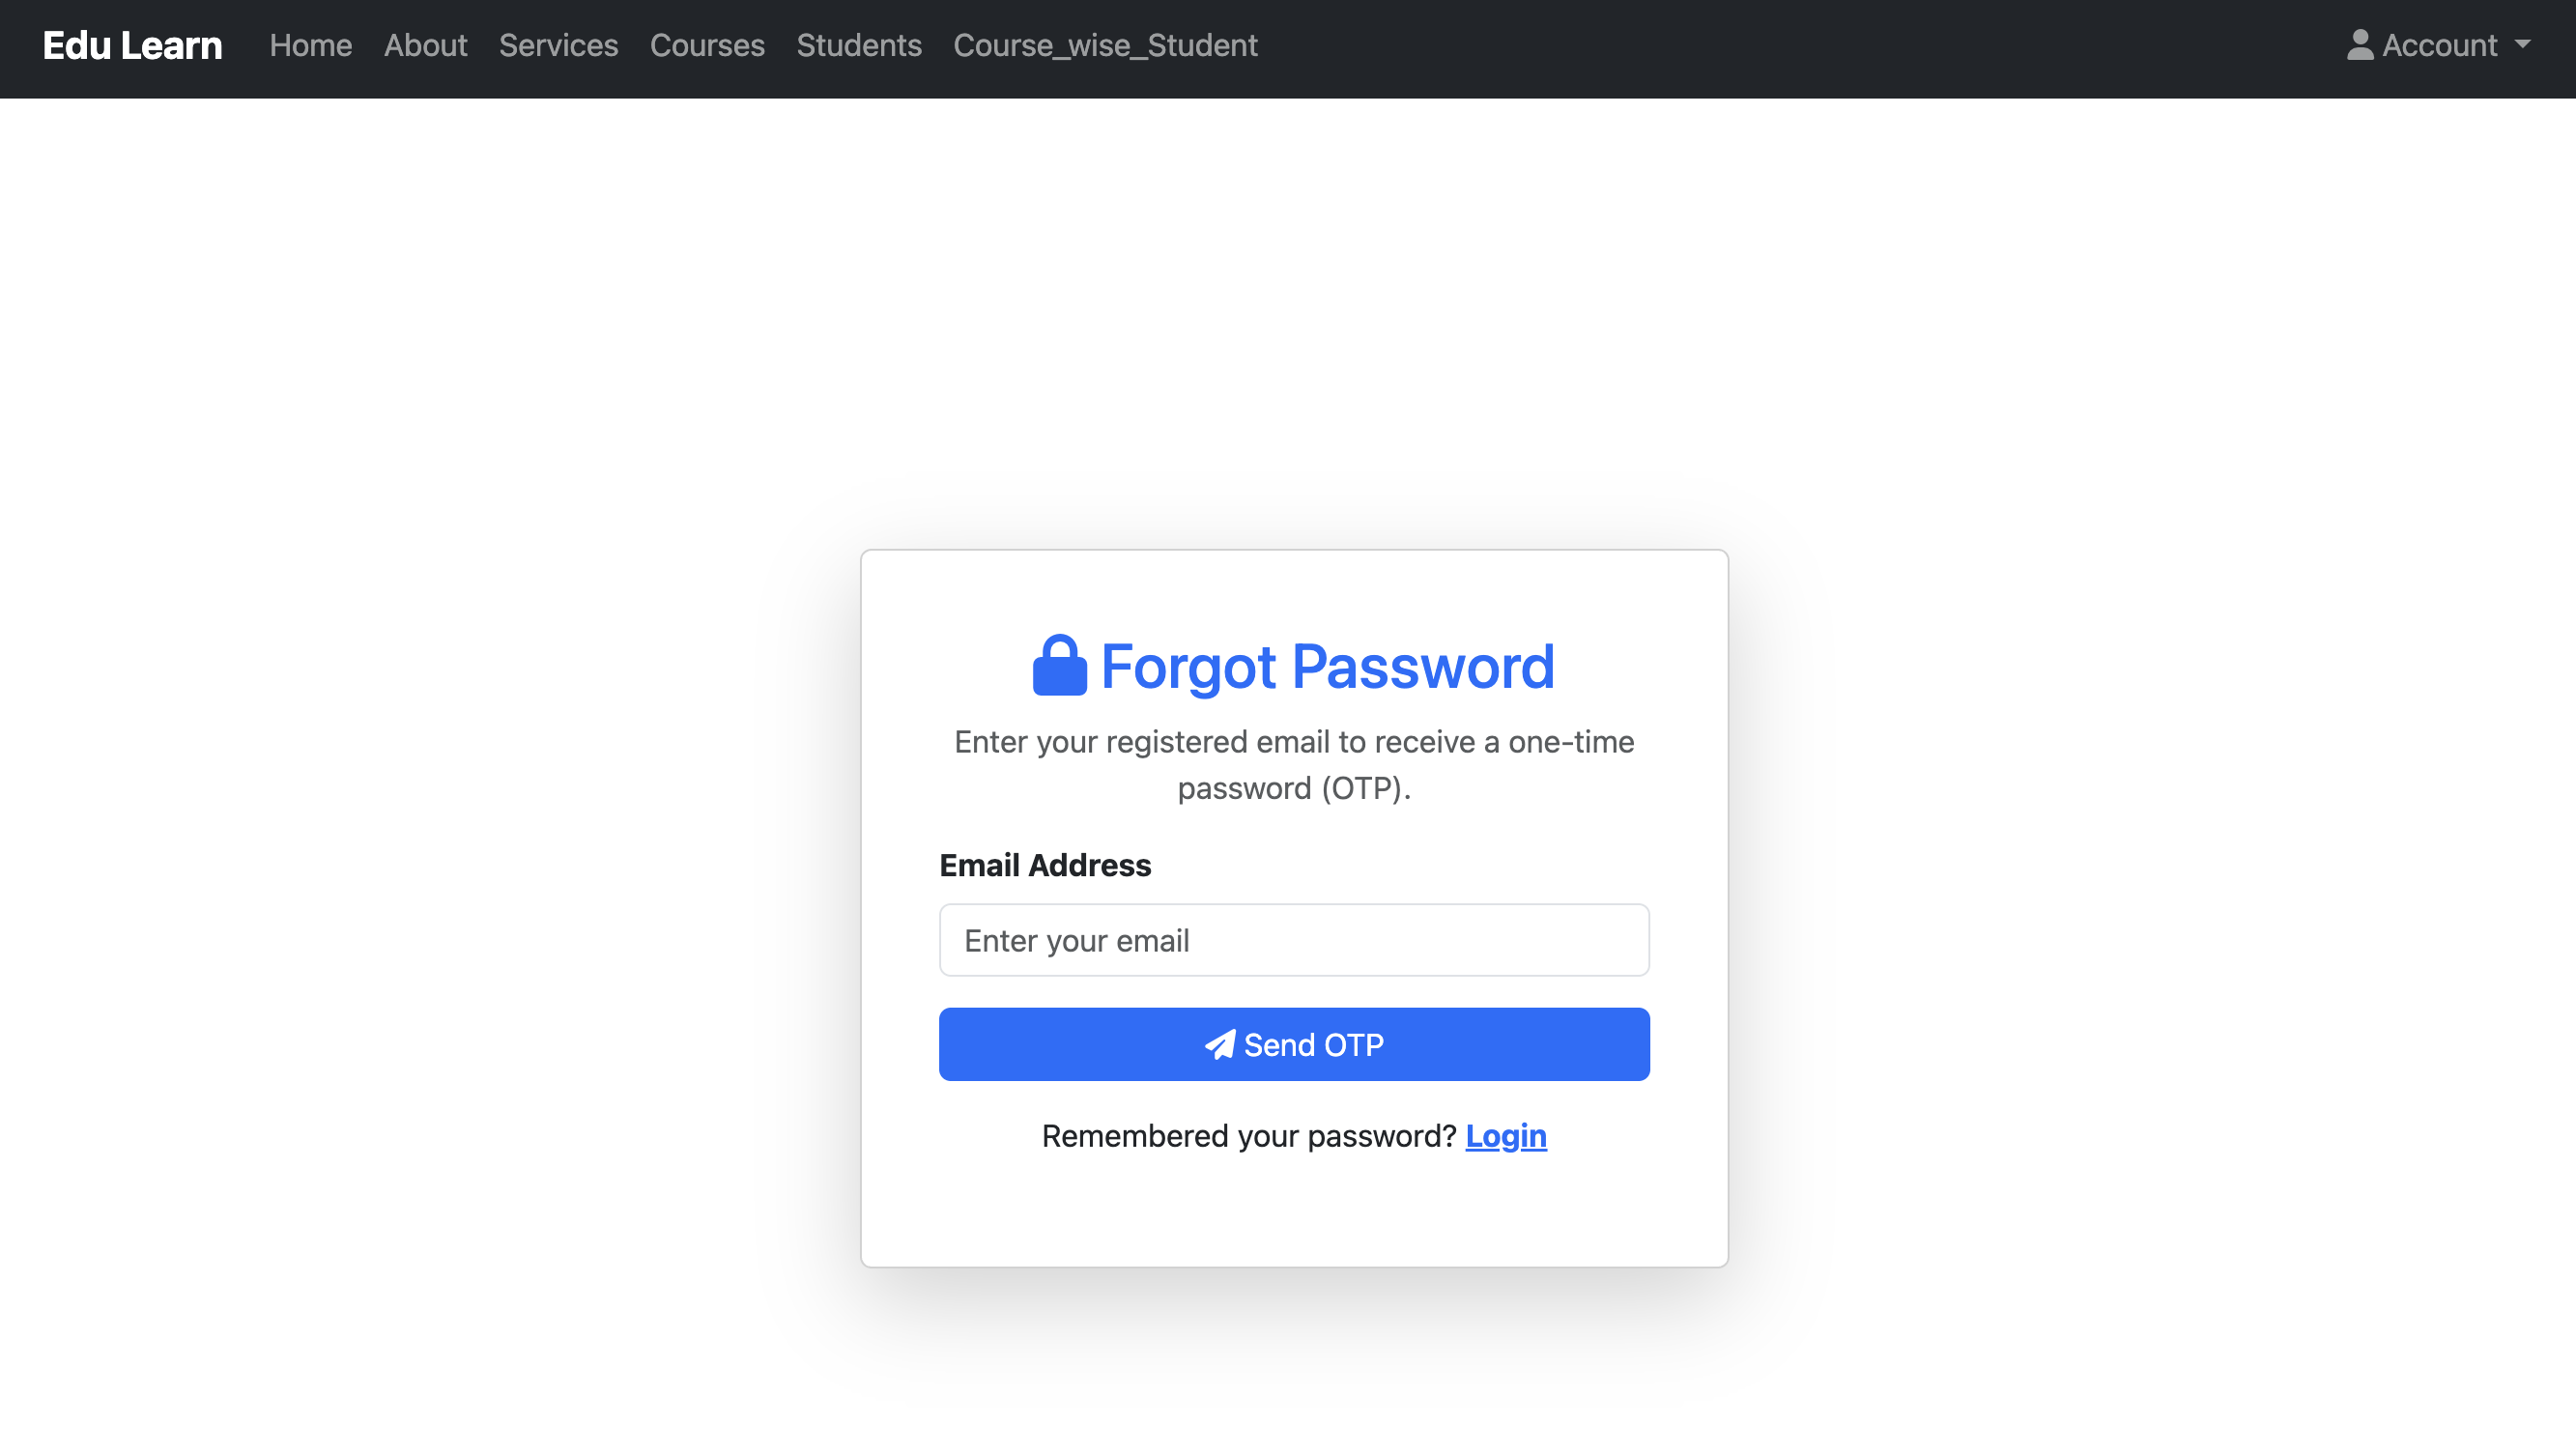 Edu Learn Home About Services Courses Students Course_wise_Student Account
Forgot Password
Enter your registered email to receive a one-time
password (OTP).
Email Address
Enter your email
Send OTP
Remembered your password? Login